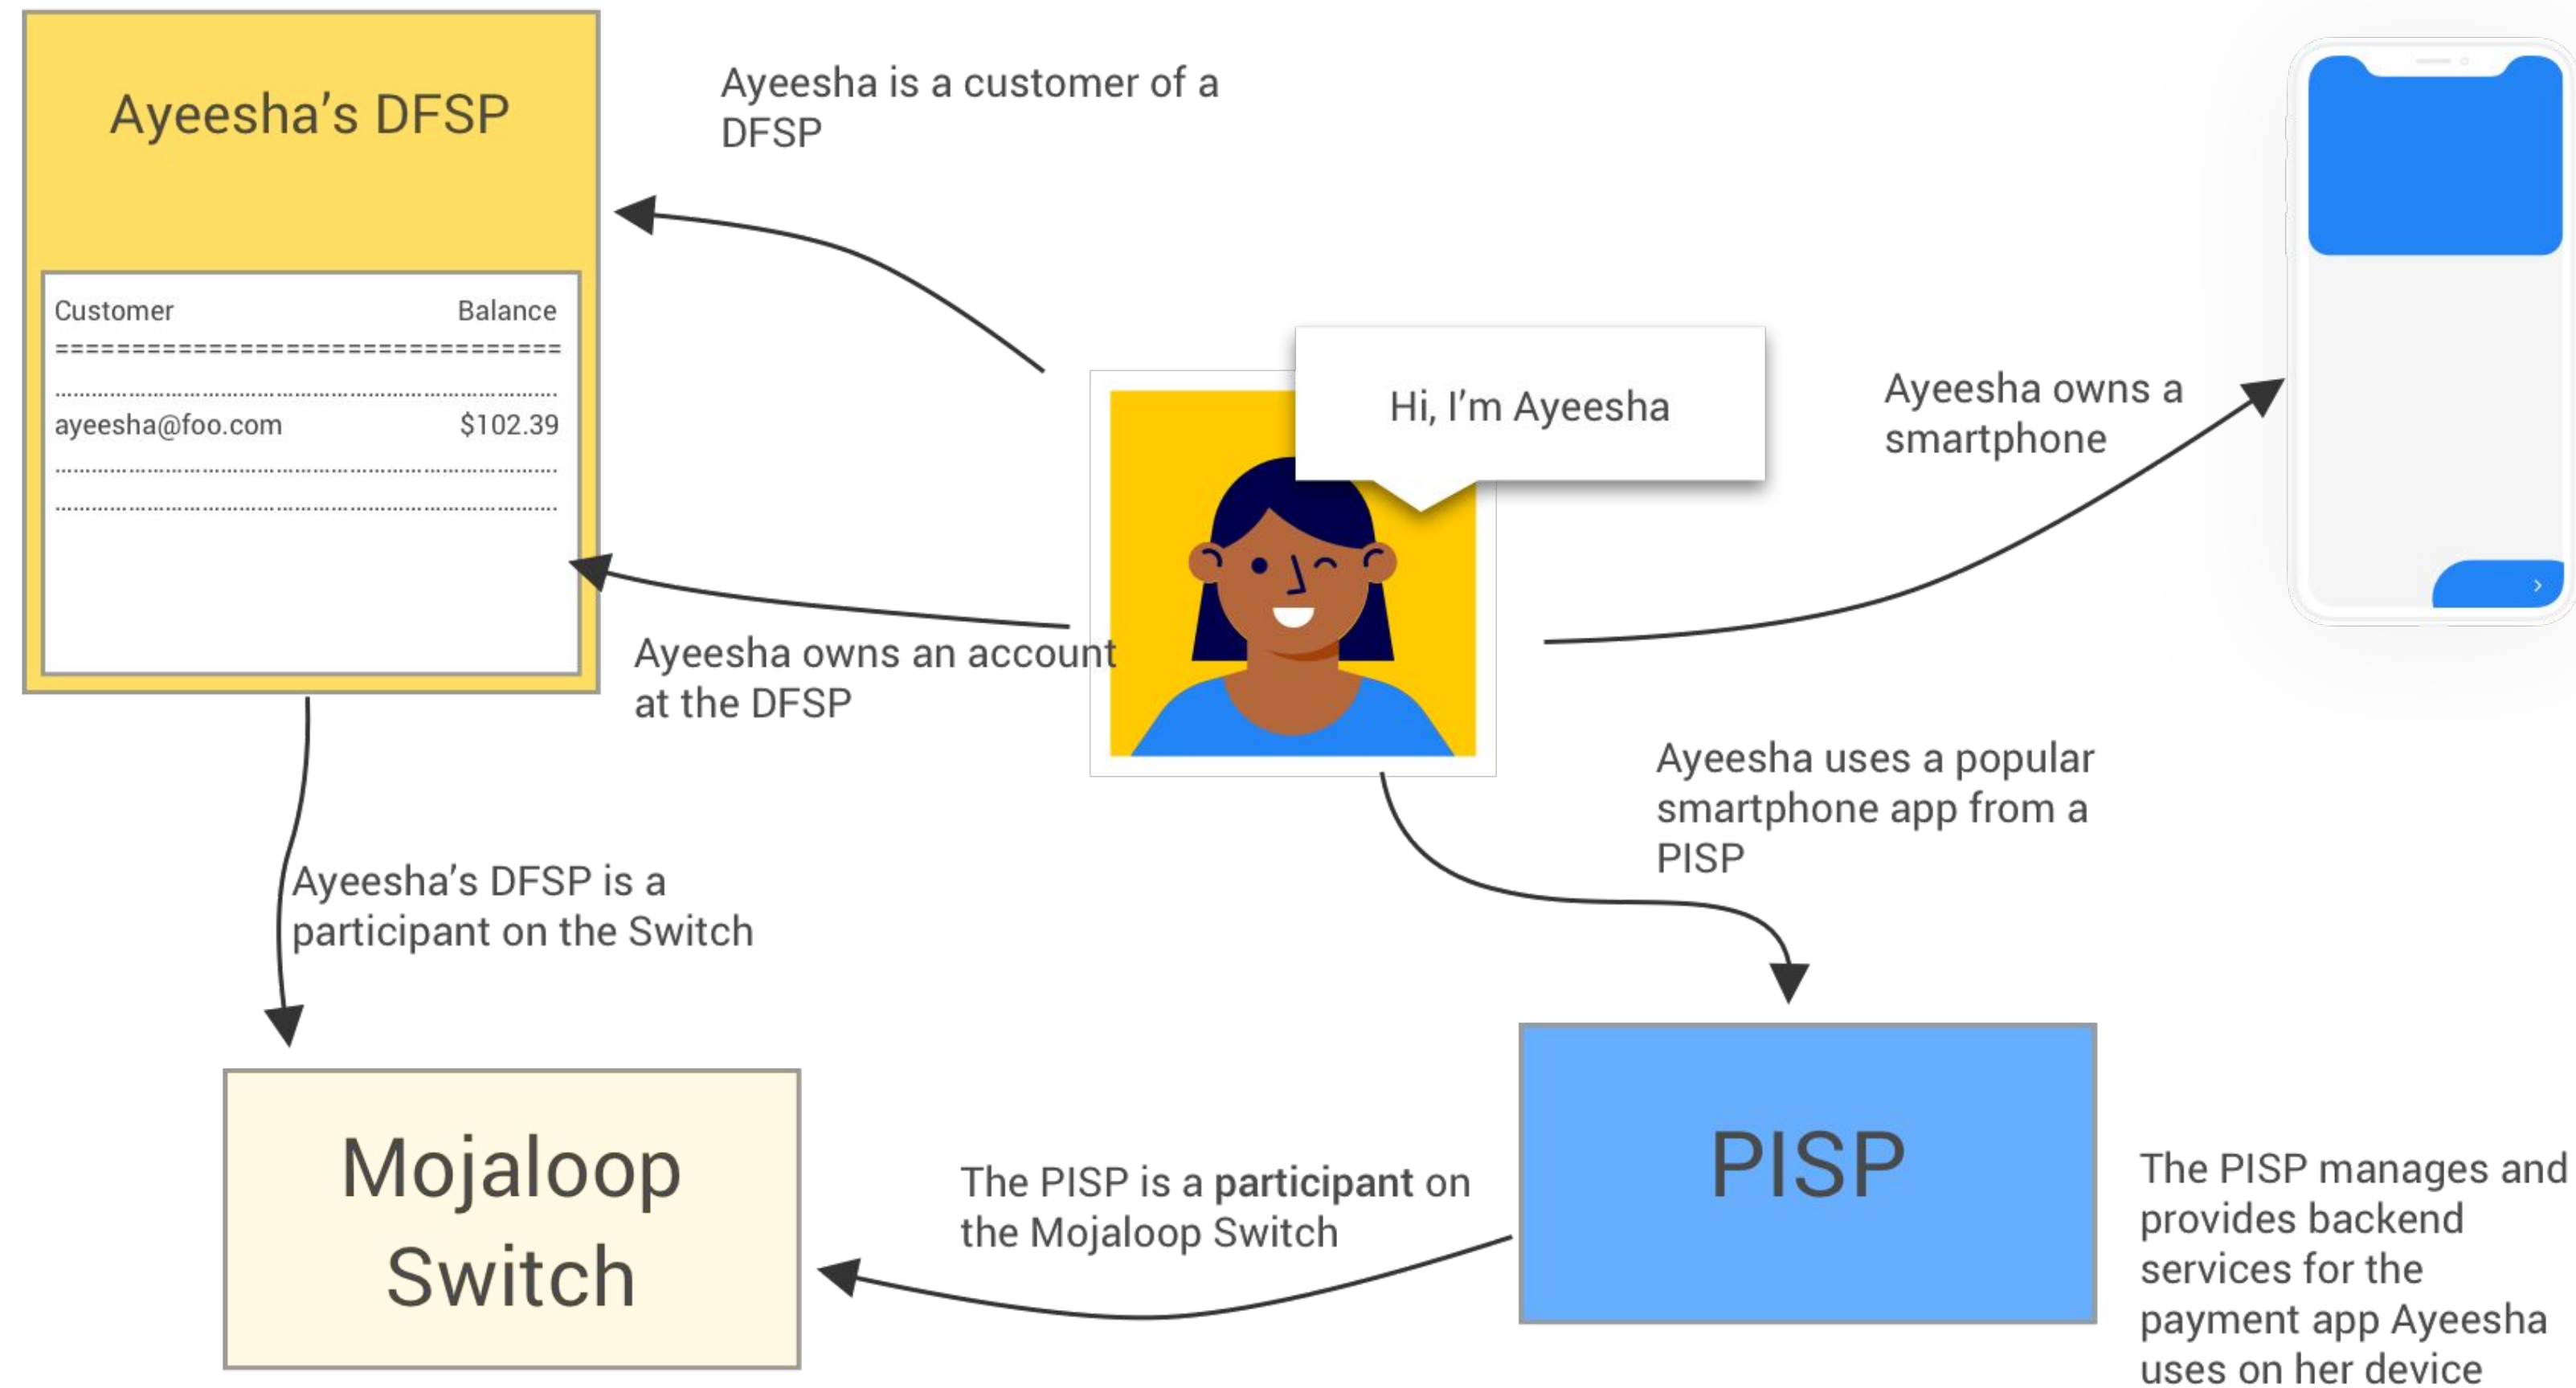 Ayeesha’s DFSP
Customer Balance
=================================
........................................................................................
ayeesha@foo.com $102.39
........................................................................................
........................................................................................
Ayeesha is a customer of a
DFSP
Hi, I’m Ayeesha
Ayeesha owns a
smartphone
Ayeesha owns an account
at the DFSP
Ayeesha uses a popular
smartphone app from a
PISP
Ayeesha’s DFSP is a
participant on the Switch
Mojaloop
Switch
The PISP is a participant on
the Mojaloop Switch
PISP
The PISP manages and
provides backend
services for the
payment app Ayeesha
uses on her device